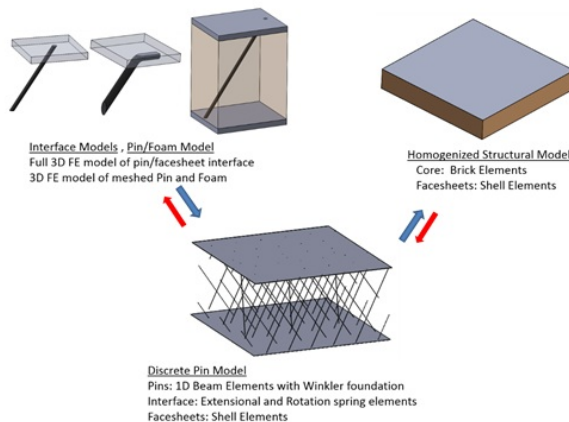 Interface Models , Pin/Foam Model
Full 3D FE model of pin/facesheet interface
3D FE model of meshed Pin and Foam
Homogenized Structural Model
Core: Brick Elements
Facesheets: Shell Elements
Discrete Pin Model
Pins: 1D Beam Elements with Winkler foundation
Interface: Extensional and Rotation spring elements
Facesheets: Shell Elements